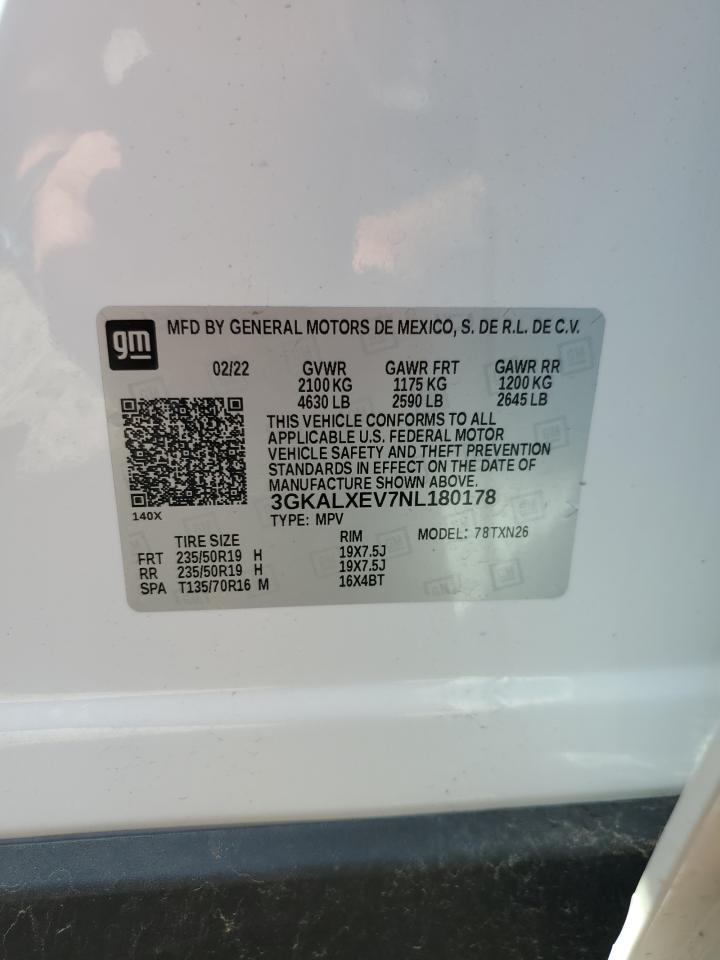 gm MFD BY GENERAL MOTORS DE MEXICO, S. DE R.L. DE C.V.
02/22 GVWR GAWR FRT GAWR RR
2100 KG 1175 KG 1200 KG
4630 LB 2590 LB 2645 LB
THIS VEHICLE CONFORMS TO ALL
APPLICABLE U.S. FEDERAL MOTOR
VEHICLE SAFETY AND THEFT PREVENTION
STANDARDS IN EFFECT ON THE DATE OF
MANUFACTURE SHOWN ABOVE.
3GKALXEV7NL180178
140X TYPE: MPV MODEL: 78TXN26
TIRE SIZE RIM
FRT 235/50R19 H 19X7.5J
RR 235/50R19 H 19X7.5J
SPA T135/70R16 M 16X4BT